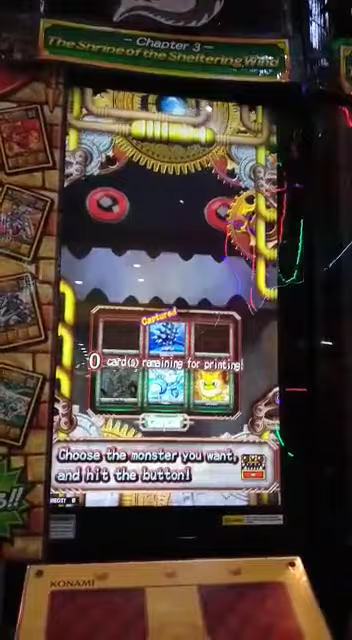 Chapter 3
The Shrine of the Sheltering Wind
Captured
0 card(s) remaining for printing!
Choose the monster you want,
and hit the button!
KONAMI